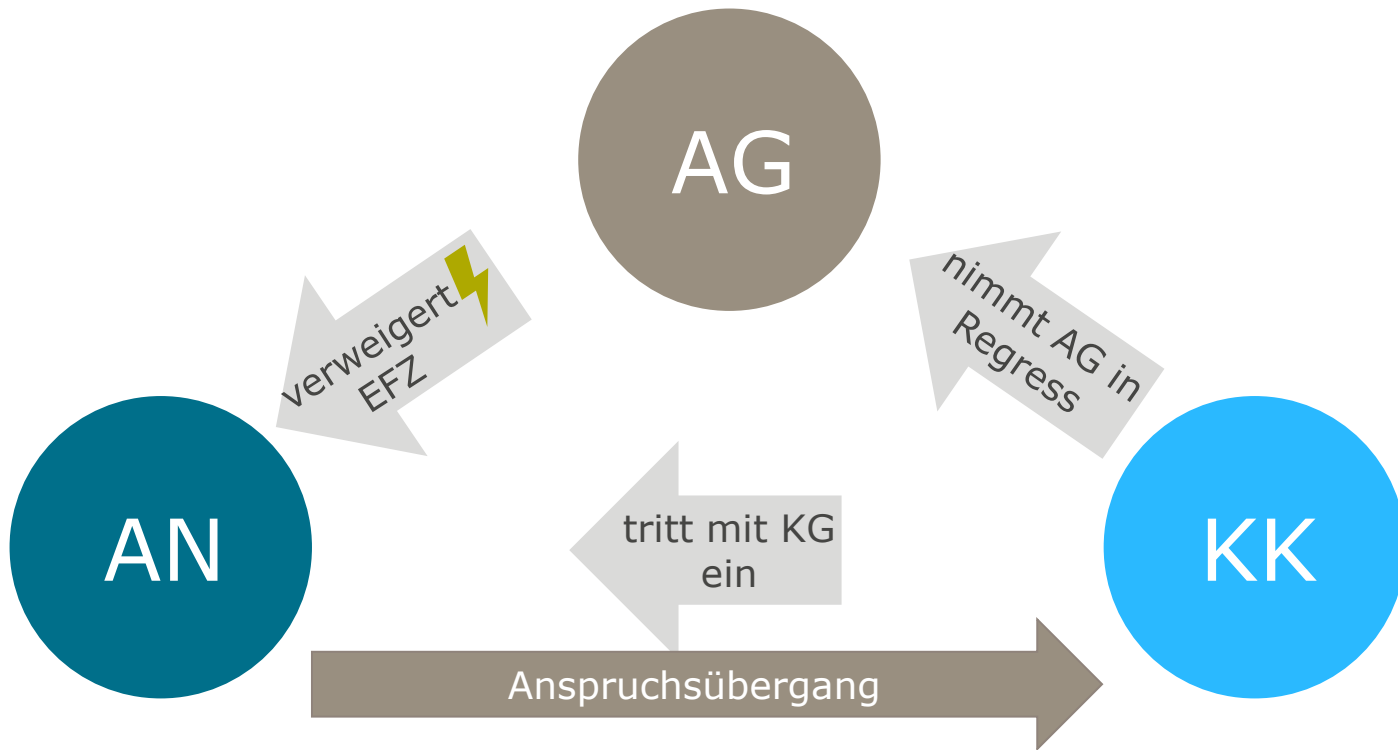 AG
verweigert
EFZ
nimmt AG in
Regress
AN
tritt mit KG
ein
KK
Anspruchsübergang